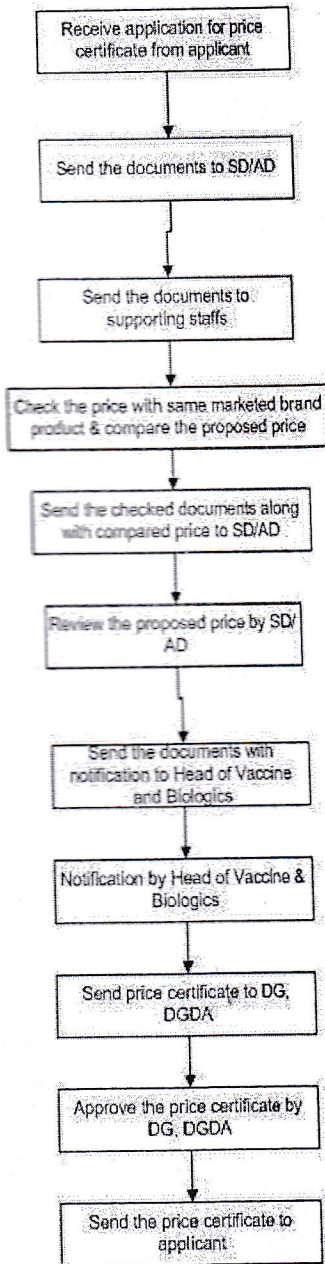 Receive application for price
certificate from applicant
Send the documents to SD/AD
Send the documents to
supporting staffs
Check the price with same marketed brand
product & compare the proposed price
Send the checked documents along
with compared price to SD/AD
Review the proposed price by SD/
AD
Send the documents with
notification to Head of Vaccine
and Biologics
Notification by Head of Vaccine &
Biologics
Send price certificate to DG,
DGDA
Approve the price certificate by
DG, DGDA
Send the price certificate to
applicant